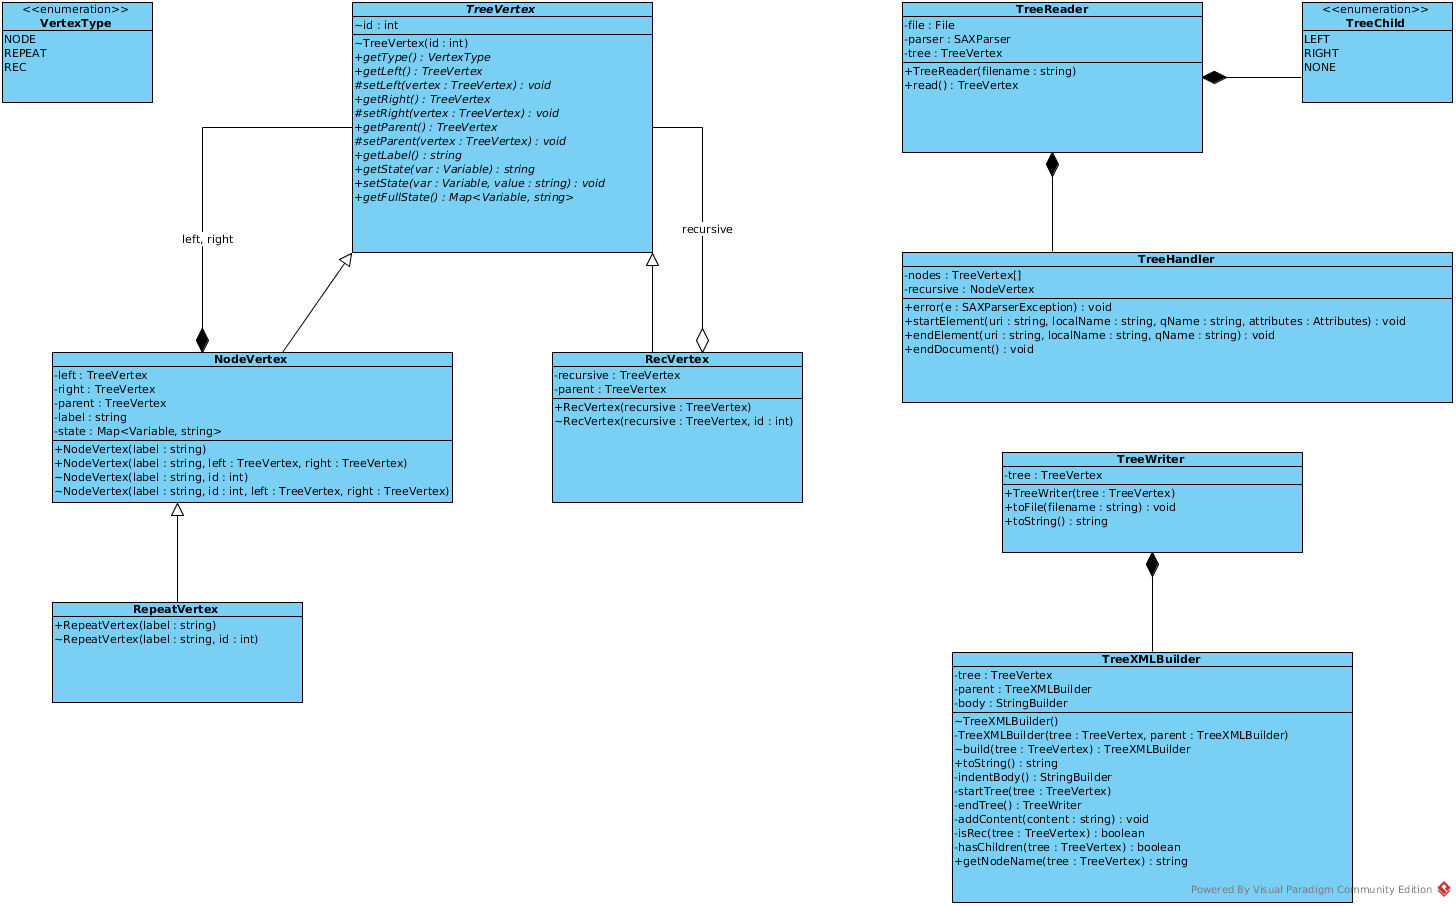 <<enumeration>>
VertexType
NODE
REPEAT
REC
TreeVertex
~id : int
~TreeVertex(id : int)
+getType() : VertexType
+getLeft() : TreeVertex
#setLeft(vertex : TreeVertex) : void
+getRight() : TreeVertex
#setRight(vertex : TreeVertex) : void
+getParent() : TreeVertex
#setParent(vertex : TreeVertex) : void
+getLabel() : string
+getState(var : Variable) : string
+setState(var : Variable, value : string) : void
+getFullState() : Map<Variable, string>
left, right
recursive
NodeVertex
-left : TreeVertex
-right : TreeVertex
-parent : TreeVertex
-label : string
-state : Map<Variable, string>
+NodeVertex(label : string)
+NodeVertex(label : string, left : TreeVertex, right : TreeVertex)
~NodeVertex(label : string, id : int)
~NodeVertex(label : string, id : int, left : TreeVertex, right : TreeVertex)
RecVertex
-recursive : TreeVertex
-parent : TreeVertex
+RecVertex(recursive : TreeVertex)
~RecVertex(recursive : TreeVertex, id : int)
RepeatVertex
+RepeatVertex(label : string)
~RepeatVertex(label : string, id : int)
TreeReader
-file : File
-parser : SAXParser
-tree : TreeVertex
+TreeReader(filename : string)
+read() : TreeVertex
<<enumeration>>
TreeChild
LEFT
RIGHT
NONE
TreeHandler
-nodes : TreeVertex[]
-recursive : NodeVertex
+error(e : SAXParserException) : void
+startElement(uri : string, localName : string, qName : string, attributes : Attributes) : void
+endElement(uri : string, localName : string, qName : string) : void
+endDocument() : void
TreeWriter
-tree : TreeVertex
+TreeWriter(tree : TreeVertex)
+toFile(filename : string) : void
+toString() : string
TreeXMLBuilder
-tree : TreeVertex
-parent : TreeXMLBuilder
-body : StringBuilder
~TreeXMLBuilder()
-TreeXMLBuilder(tree : TreeVertex, parent : TreeXMLBuilder)
~build(tree : TreeVertex) : TreeXMLBuilder
+toString() : string
-indentBody() : StringBuilder
-startTree(tree : TreeVertex)
-endTree() : TreeWriter
-addContent(content : string) : void
-isRec(tree : TreeVertex) : boolean
-hasChildren(tree : TreeVertex) : boolean
+getNodeName(tree : TreeVertex) : string
Powered By Visual Paradigm Community Edition